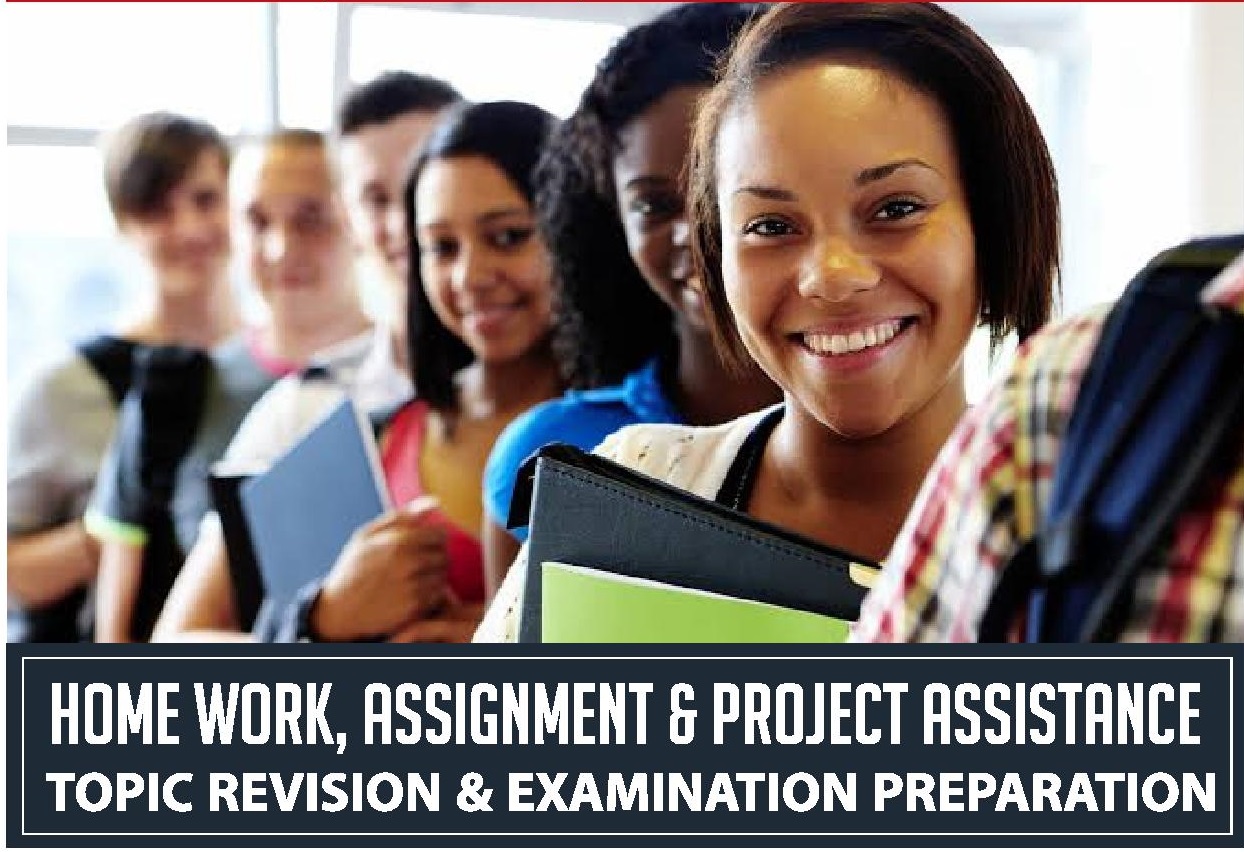 HOME WORK, ASSIGNMENT & PROJECT ASSISTANCE
TOPIC REVISION & EXAMINATION PREPARATION